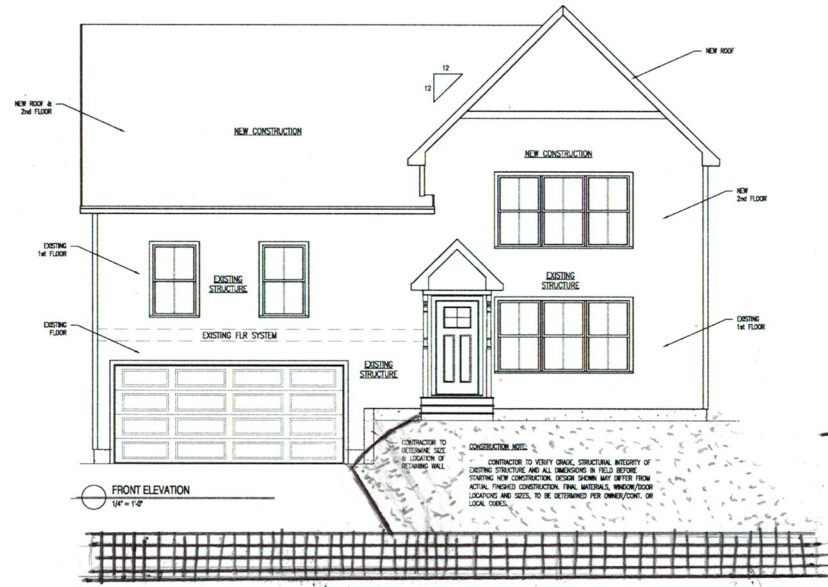 NEW ROOF
12
12
NEW ROOF &
2nd FLOOR
NEW CONSTRUCTION
NEW CONSTRUCTION
NEW
2nd FLOOR
EXISTING
1st FLOOR
EXISTING
STRUCTURE
EXISTING
STRUCTURE
EXISTING
FLOOR
EXISTING FLR SYSTEM
EXISTING
1st FLOOR
EXISTING
STRUCTURE
CONTRACTOR TO
DETERMINE SIZE
& LOCATION OF
RETAINING WALL
CONSTRUCTION NOTE:
CONTRACTOR TO VERIFY GRADE, STRUCTURAL INTEGRITY OF
EXISTING STRUCTURE AND ALL DIMENSIONS IN FIELD BEFORE
STARTING NEW CONSTRUCTION. DESIGN SHOWN MAY DIFFER FROM
ACTUAL FINISHED CONSTRUCTION. FINAL MATERIALS, WINDOW/DOOR
LOCATIONS AND SIZES, TO BE DETERMINED PER OWNER/CONT. OR
LOCAL CODES.
FRONT ELEVATION
1/4" = 1'-0"